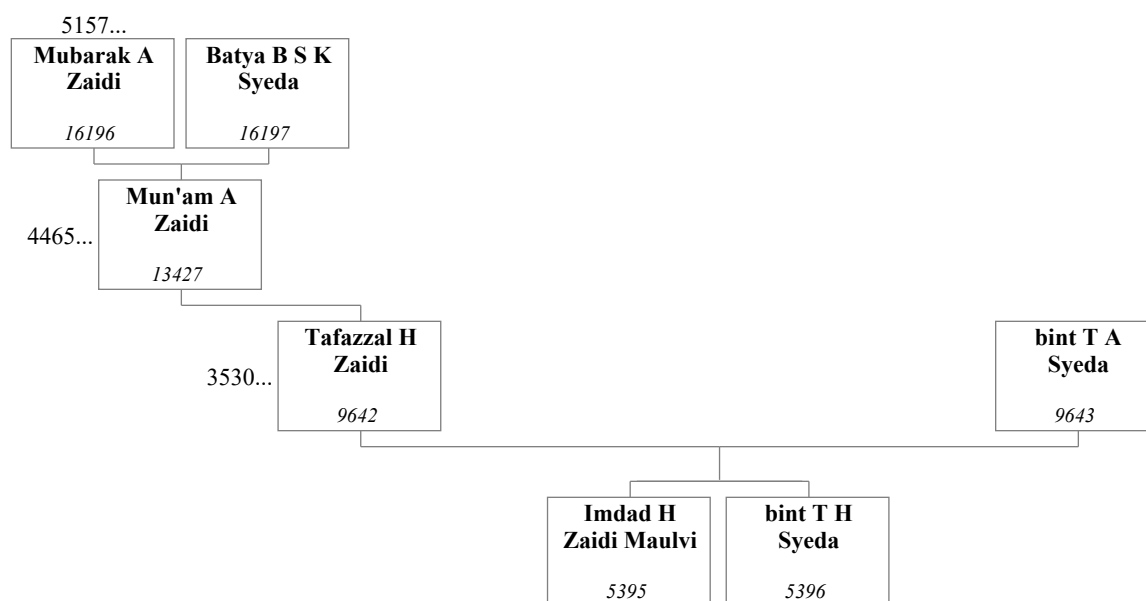 5157...
Mubarak A
Zaidi
16196
Batya B S K
Syeda
16197
Mun'am A
Zaidi
4465...
13427
Tafazzal H
Zaidi
3530...
9642
bint T A
Syeda
9643
Imdad H
Zaidi Maulvi
5395
bint T H
Syeda
5396